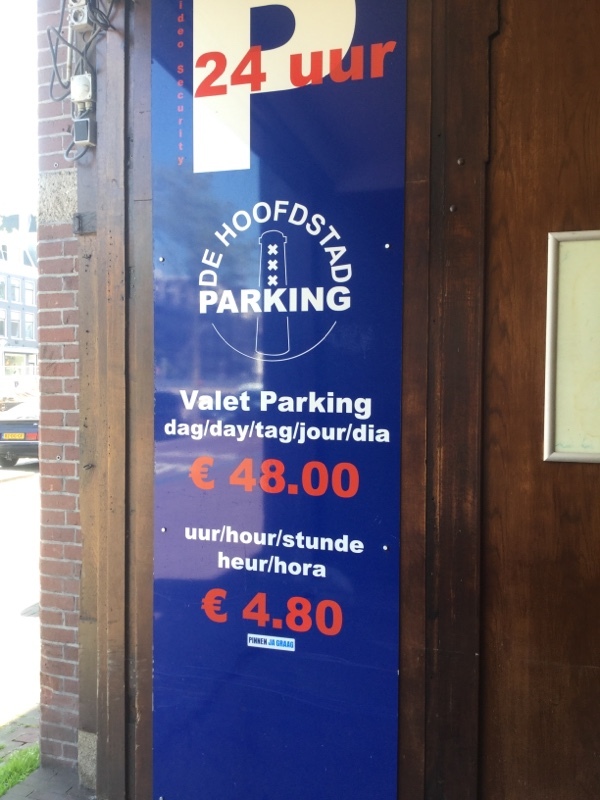 Video Security
P
24 uur
DE HOOFDSTAD
PARKING
Valet Parking
dag/day/tag/jour/dia
€ 48.00
uur/hour/stunde
heur/hora
€ 4.80
PINNEN JA GRAAG